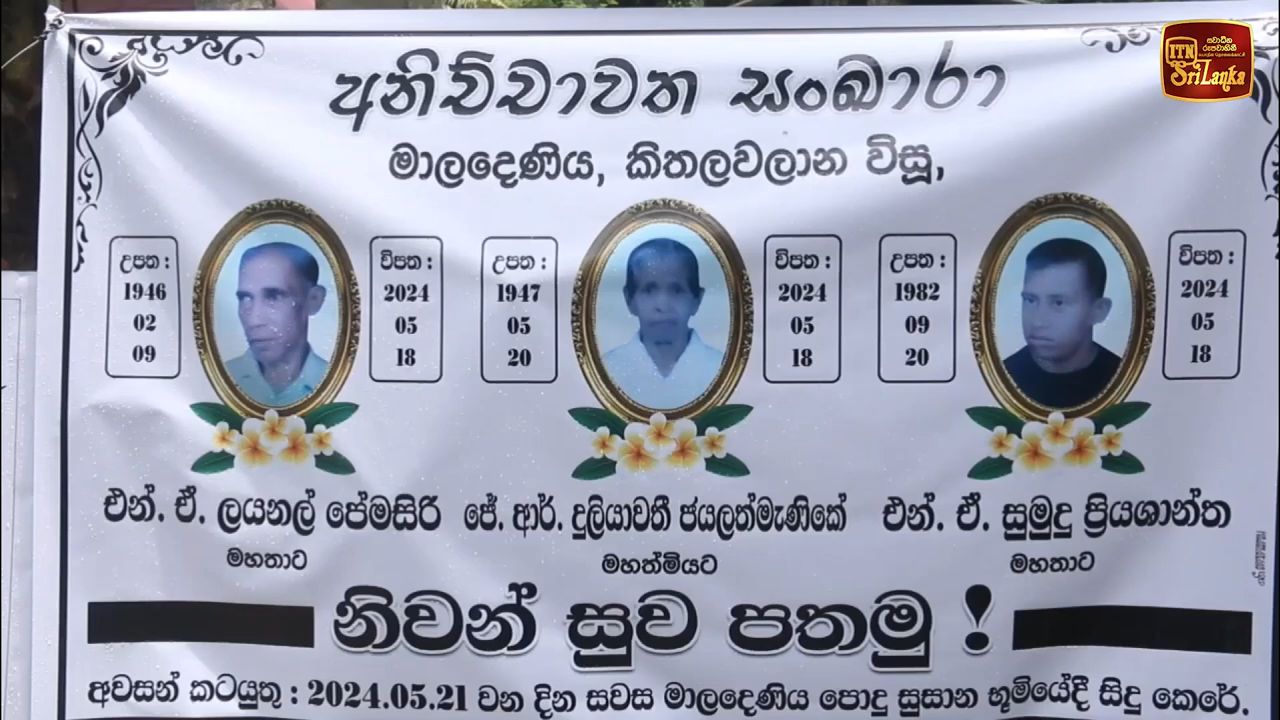 ස්වාධීන
රූපවාහිනී
ITN
SriLanka
අනිච්චාවත සංඛාරා
මාලදෙණිය, කිතලවලාන විසූ,
උපත : විපත : උපත : විපත : උපත : විපත :
1946 2024 1947 2024 1982 2024
02 05 05 05 09 05
09 18 20 18 20 18
එන්. ඒ. ලයනල් පේමසිරි ජේ. ආර්. දුලියාවතී ජයලත්මැණිකේ එන්. ඒ. සුමුදු ප්‍රියශාන්ත
මහතාට මහත්මියට මහතාට
නිවන් සුව පතමු !
අවසන් කටයුතු : 2024.05.21 වන දින සවස මාලදෙණිය පොදු සුසාන භූමියේදී සිදු කෙරේ.